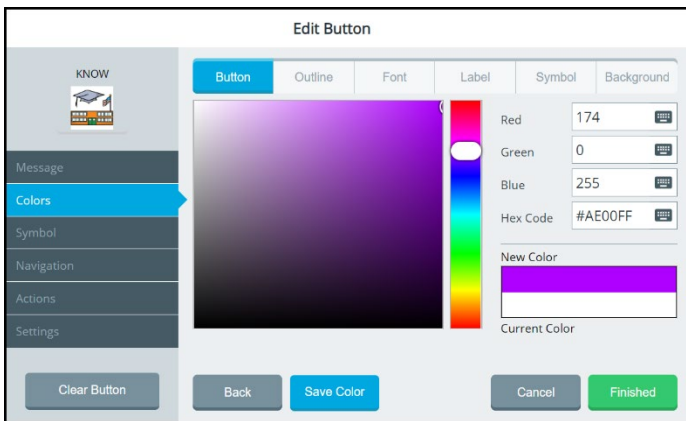 Edit Button
KNOW
Message
Colors
Symbol
Navigation
Actions
Settings
Clear Button
Button Outline Font Label Symbol Background
Red 174
Green 0
Blue 255
Hex Code #AE00FF
New Color
Current Color
Back Save Color Cancel Finished